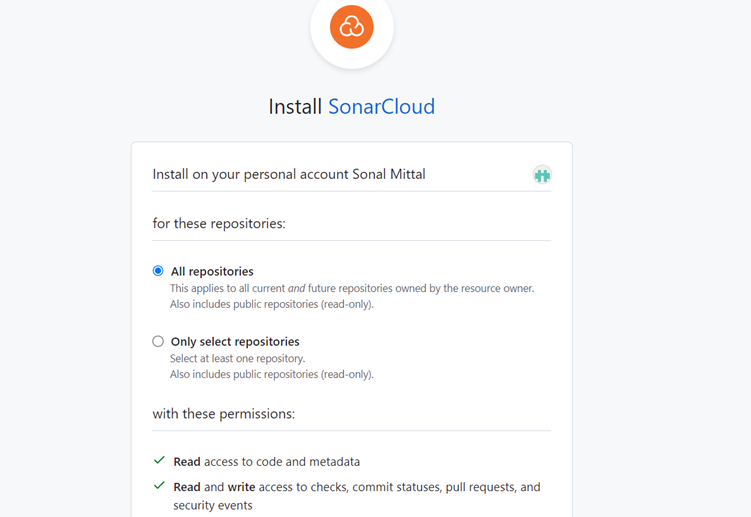 Install SonarCloud
Install on your personal account Sonal Mittal
for these repositories:
All repositories
This applies to all current and future repositories owned by the resource owner.
Also includes public repositories (read-only).
Only select repositories
Select at least one repository.
Also includes public repositories (read-only).
with these permissions:
Read access to code and metadata
Read and write access to checks, commit statuses, pull requests, and
security events